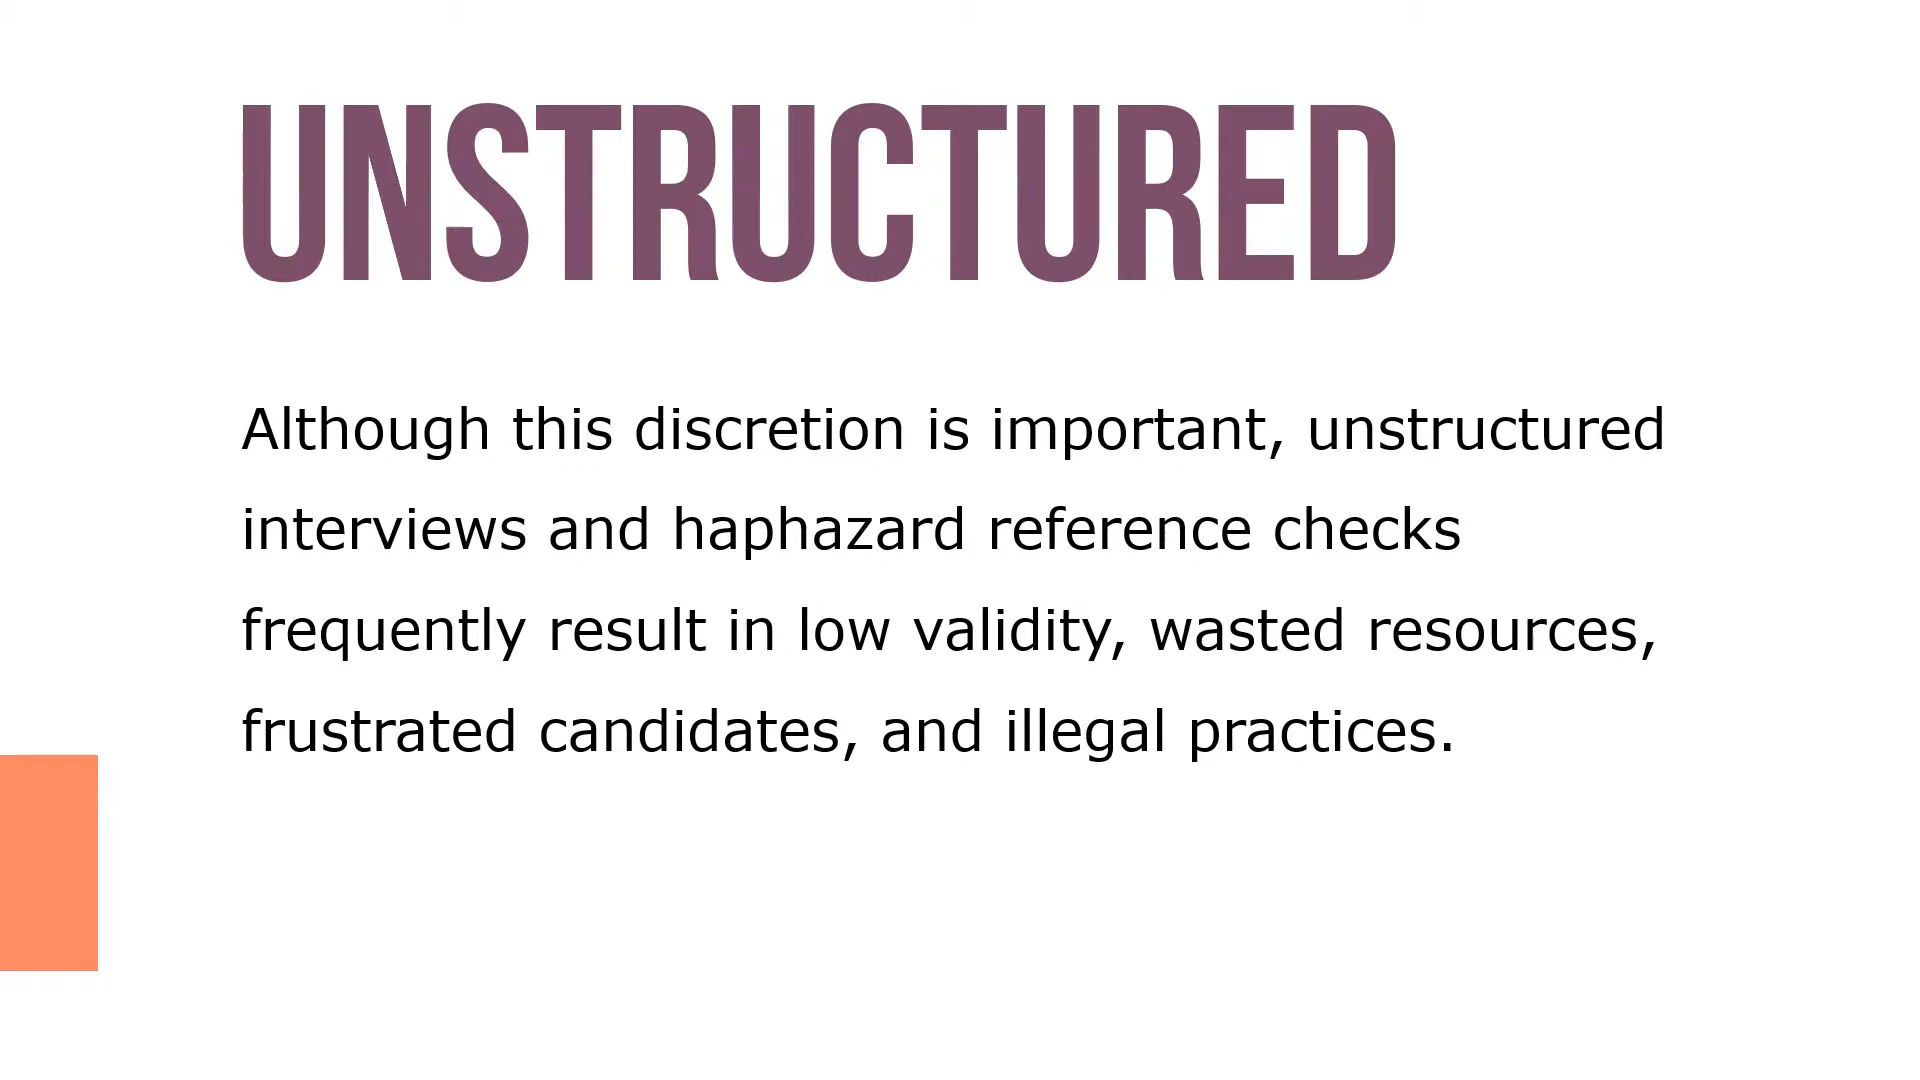 UNSTRUCTURED
Although this discretion is important, unstructured
interviews and haphazard reference checks
frequently result in low validity, wasted resources,
frustrated candidates, and illegal practices.